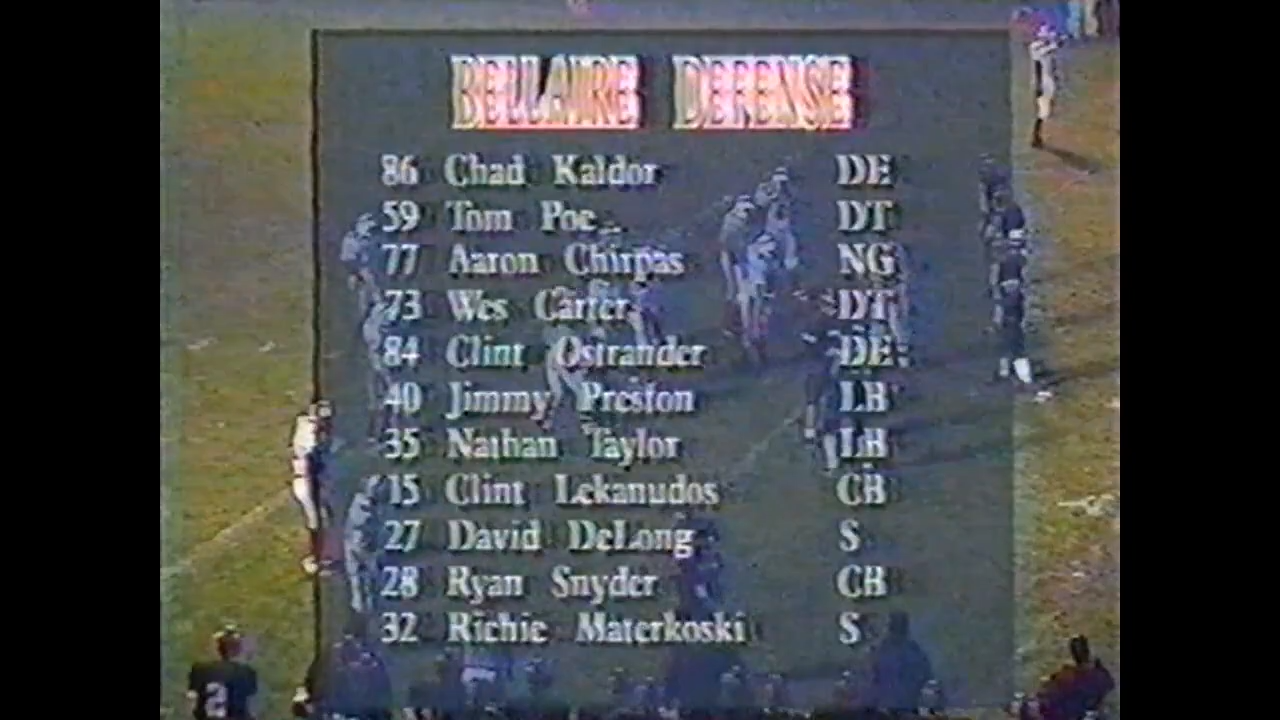 BELLAIRE DEFENSE
86 Chad Kaldor DE
59 Tom Poe DT
77 Aaron Chirpas NG
73 Wes Carter DT
84 Clint Ostrander DE
40 Jimmy Preston LB
35 Nathan Taylor LB
15 Clint Lekanudos CB
27 David DeLong S
28 Ryan Snyder CB
32 Richie Materkoski S
2